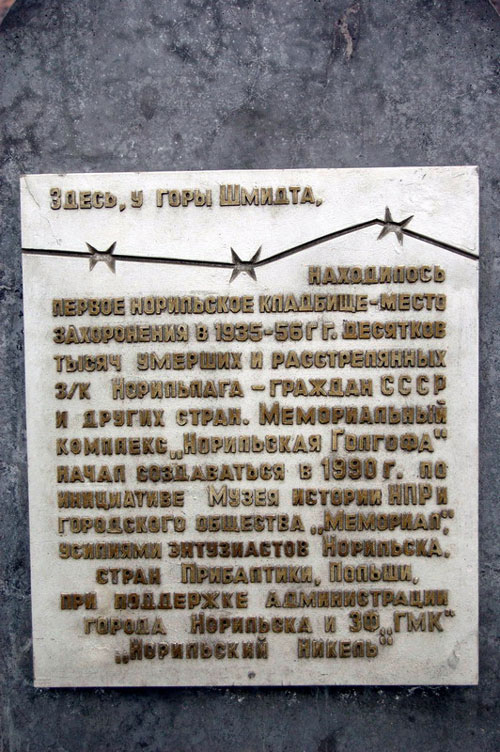 Здесь, у горы Шмидта,
находилось
первое норильское кладбище-место
захоронения в 1935-56гг. десятков
тысяч умерших и расстрелянных
з/к Норильлага - граждан СССР
и других стран. Мемориальный
комплекс „Норильская Голгофа“
начал создаваться в 1990г. по
инициативе Музея истории НПР и
городского общества „Мемориал“,
усилиями энтузиастов Норильска,
стран Прибалтики, Польши,
при поддержке администрации
города Норильска и ЗФ „ГМК“
„Норильский Никель“